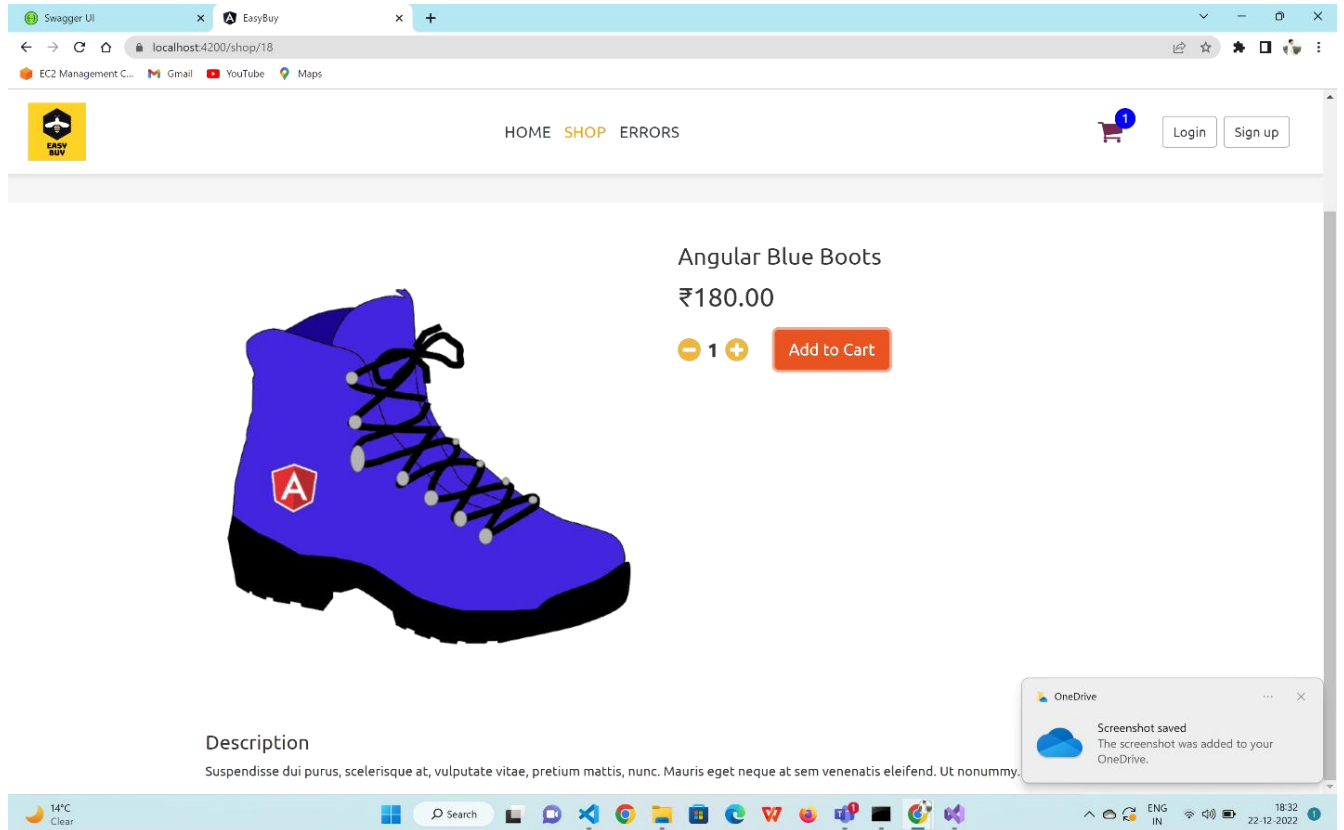 Swagger UI
EasyBuy
localhost:4200/shop/18
EC2 Management C... Gmail YouTube Maps
EASY
BUY
HOME SHOP ERRORS
1
Login Sign up
Angular Blue Boots
₹180.00
1 Add to Cart
A
OneDrive
Screenshot saved
The screenshot was added to your
OneDrive.
Description
Suspendisse dui purus, scelerisque at, vulputate vitae, pretium mattis, nunc. Mauris eget neque at sem venenatis eleifend. Ut nonummy.
14°C
Clear
Search
1
ENG
IN
18:32
22-12-2022
1